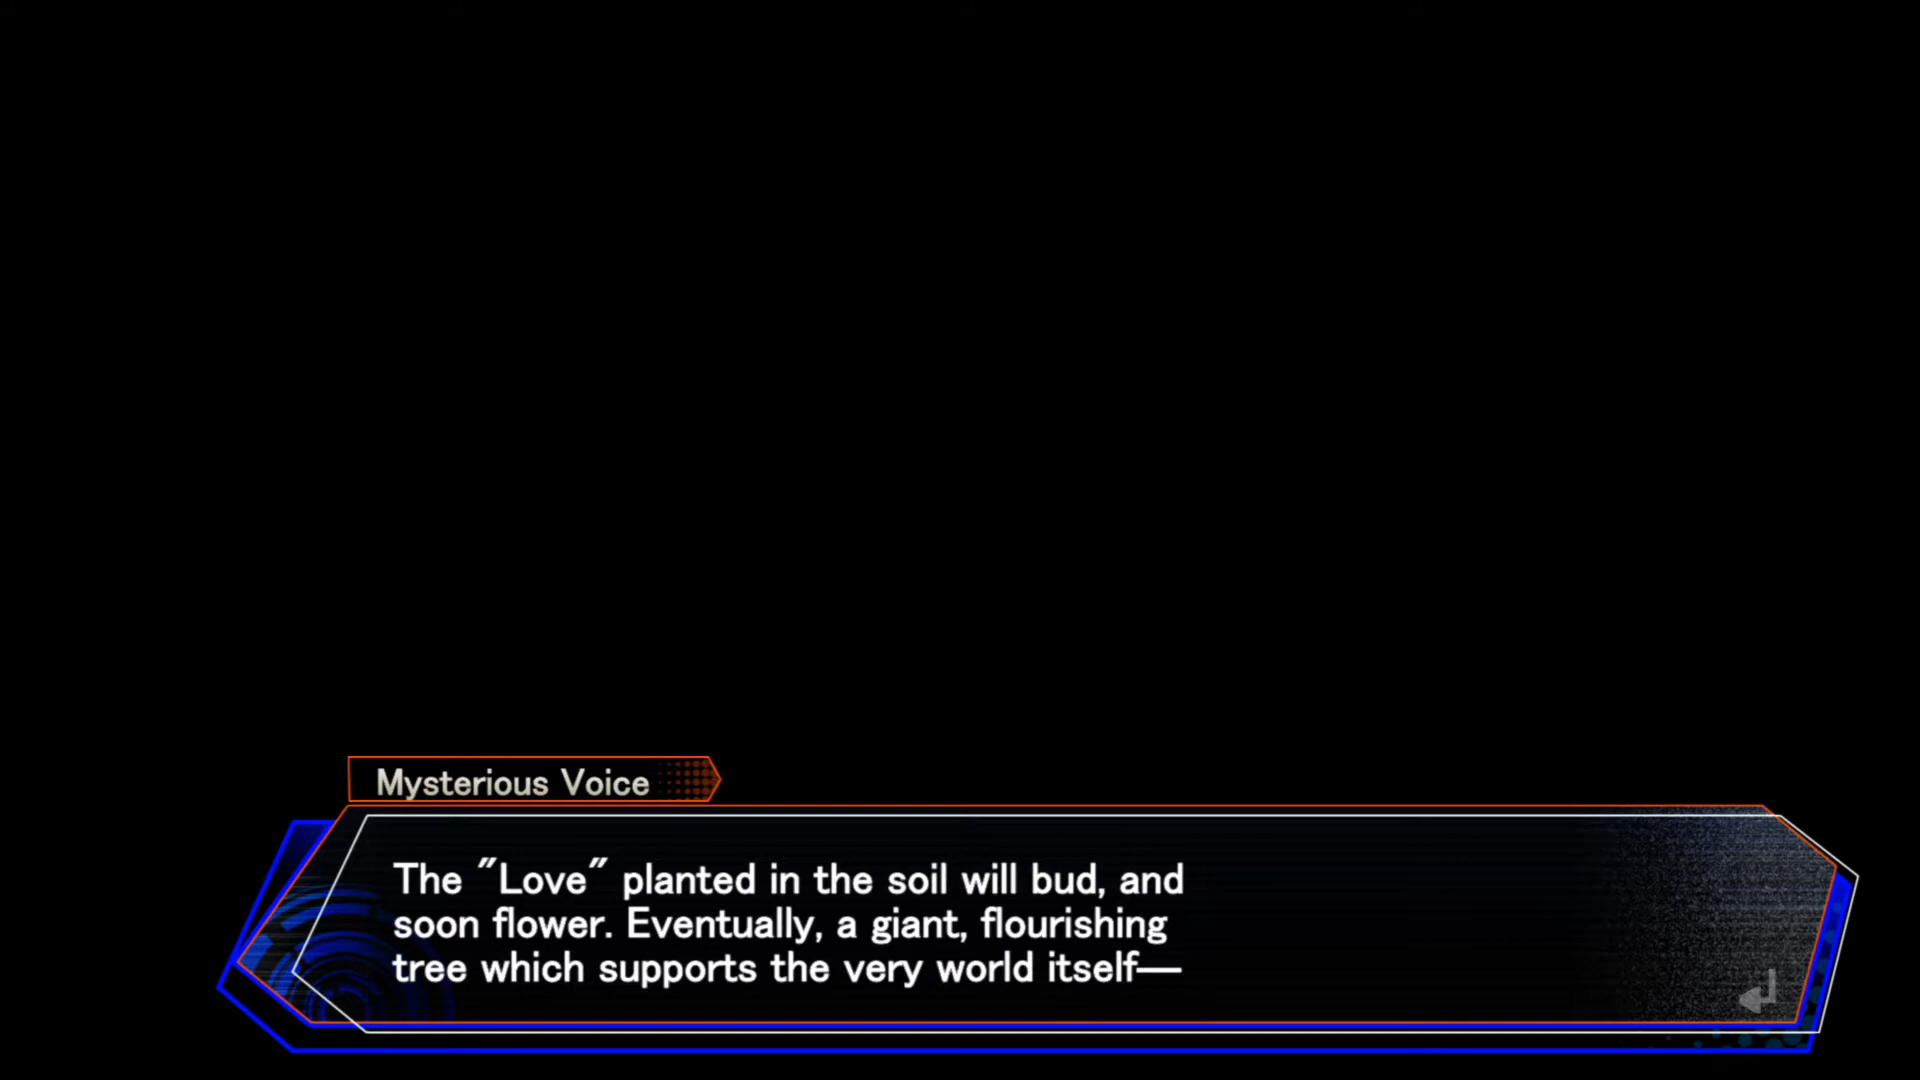 Mysterious Voice
The "Love" planted in the soil will bud, and
soon flower. Eventually, a giant, flourishing
tree which supports the very world itself—